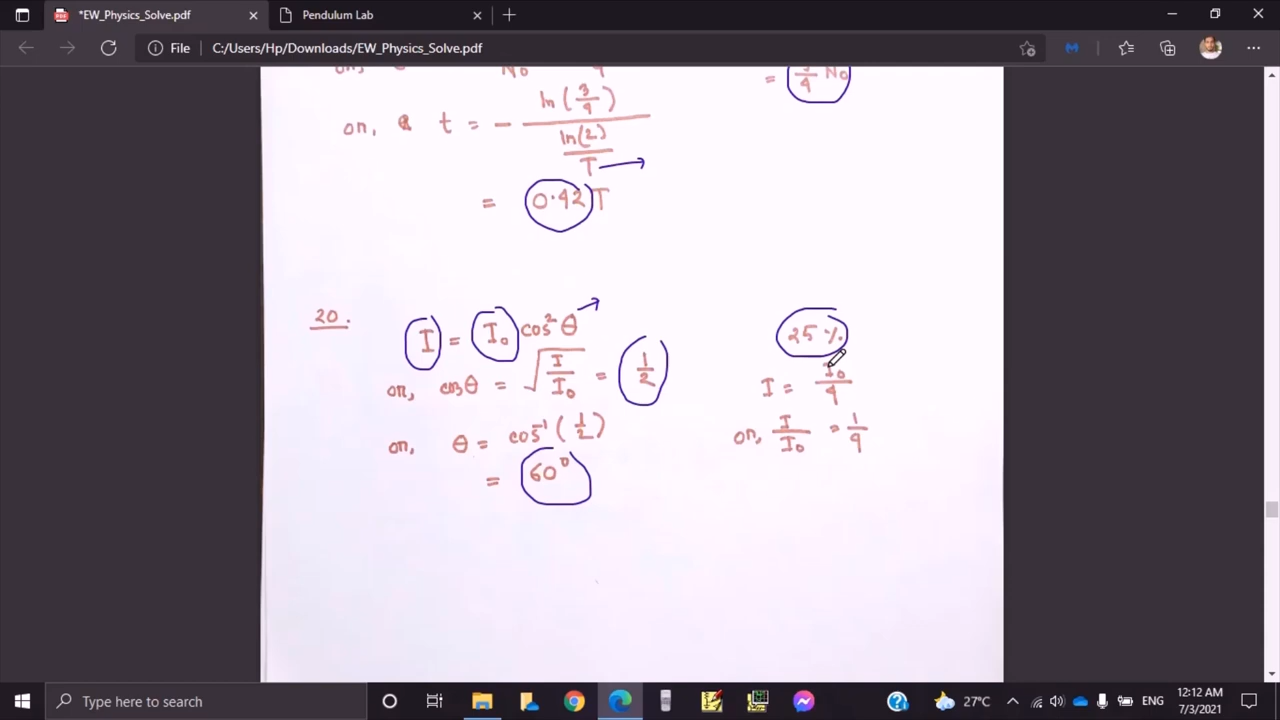 *EW_Physics_Solve.pdf
Pendulum Lab
File C:/Users/Hp/Downloads/EW_Physics_Solve.pdf
= 3/4 N₀
or, t = - ln(3/4) / (ln(2)/T)
= 0.42 T
20.
I = I₀ cos²θ
or, cosθ = √(I/I₀) = 1/2
or, θ = cos⁻¹(1/2)
= 60°
25%
I = I₀/4
or, I/I₀ = 1/4
Type here to search
27°C
ENG
12:12 AM
7/3/2021